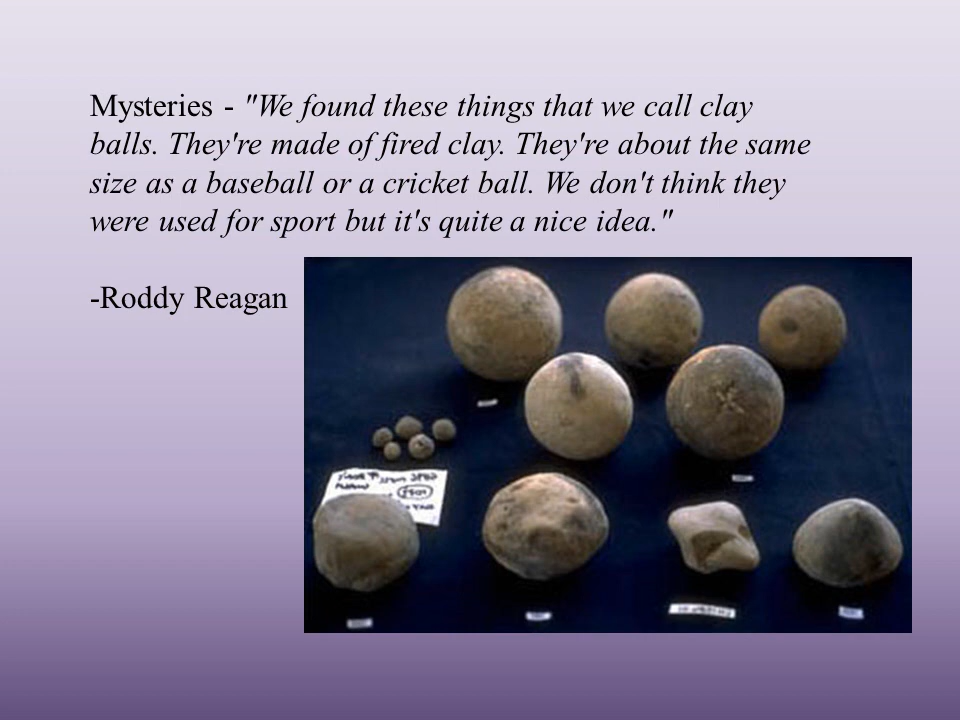 Mysteries - "We found these things that we call clay
balls. They're made of fired clay. They're about the same
size as a baseball or a cricket ball. We don't think they
were used for sport but it's quite a nice idea."
-Roddy Reagan